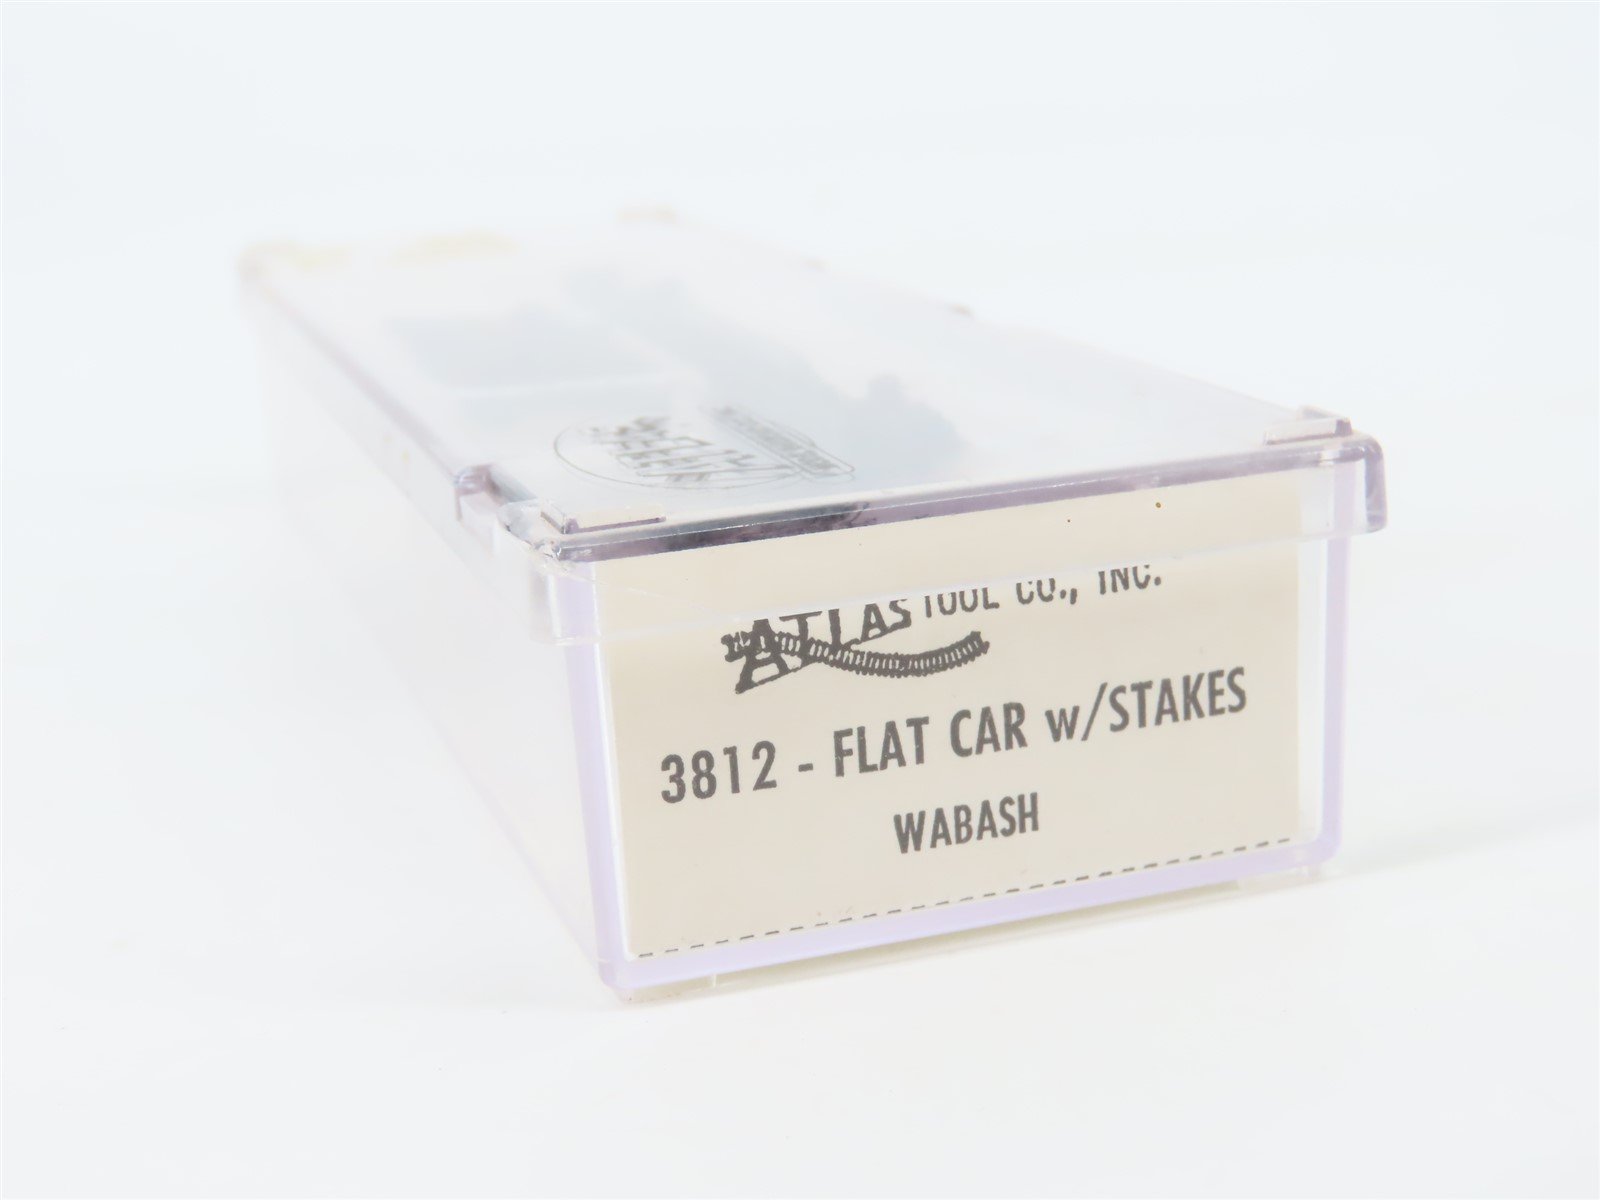 ATLAS TOOL CO., INC.
3812 - FLAT CAR w/STAKES
WABASH